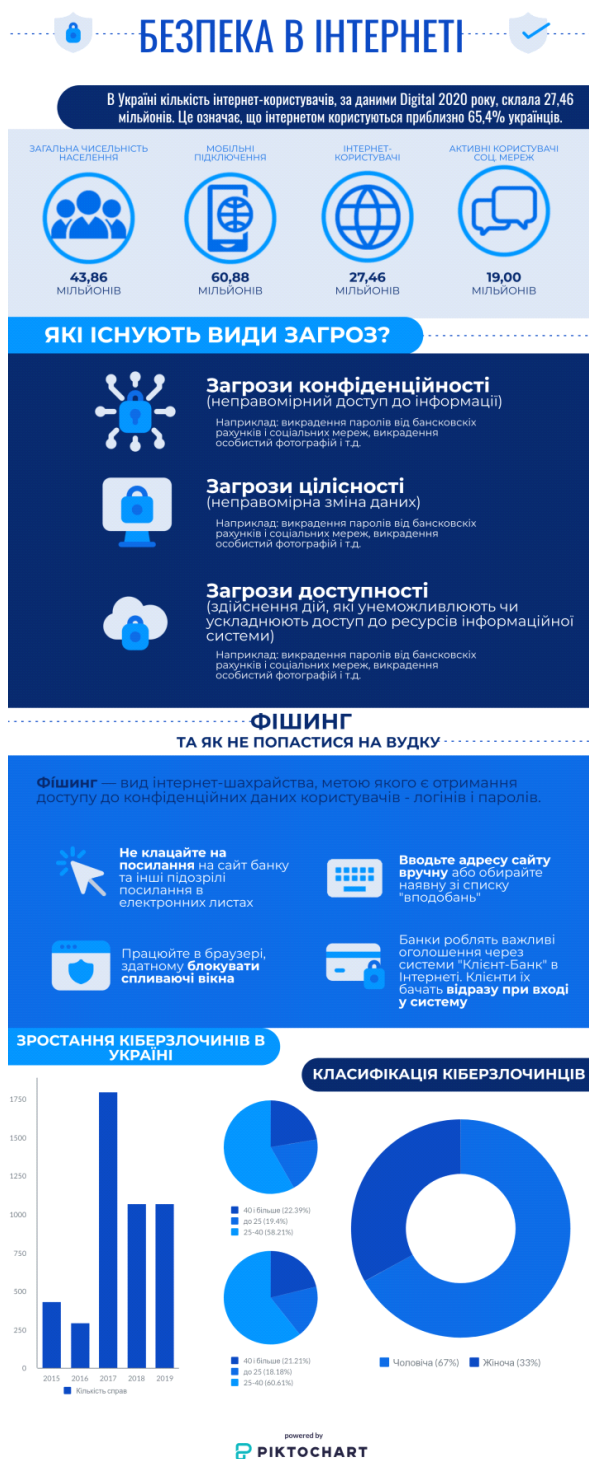 БЕЗПЕКА В ІНТЕРНЕТІ
В Україні кількість інтернет-користувачів, за даними Digital 2020 року, склала 27,46
мільйонів. Це означає, що інтернетом користуються приблизно 65,4% українців.
ЗАГАЛЬНА ЧИСЕЛЬНІСТЬ
НАСЕЛЕННЯ
43,86
МІЛЬЙОНІВ
МОБІЛЬНІ
ПІДКЛЮЧЕННЯ
60,88
МІЛЬЙОНІВ
ІНТЕРНЕТ-
КОРИСТУВАЧІ
27,46
МІЛЬЙОНІВ
АКТИВНІ КОРИСТУВАЧІ
СОЦ. МЕРЕЖ
19,00
МІЛЬЙОНІВ
ЯКІ ІСНУЮТЬ ВИДИ ЗАГРОЗ?
Загрози конфіденційності
(неправомірний доступ до інформації)
Наприклад: викрадення паролів від бансковскіх
рахунків і соціальних мереж, викрадення
особистий фотографій і т.д.
Загрози цілісності
(неправомірна зміна даних)
Наприклад: викрадення паролів від бансковскіх
рахунків і соціальних мереж, викрадення
особистий фотографій і т.д.
Загрози доступності
(здійснення дій, які унеможливлюють чи
ускладнюють доступ до ресурсів інформаційної
системи)
Наприклад: викрадення паролів від бансковскіх
рахунків і соціальних мереж, викрадення
особистий фотографій і т.д.
ФІШИНГ
ТА ЯК НЕ ПОПАСТИСЯ НА ВУДКУ
Фішинг — вид інтернет-шахрайства, метою якого є отримання
доступу до конфіденційних даних користувачів - логінів і паролів.
Не клацайте на
посилання на сайт банку
та інші підозрілі
посилання в
електронних листах
Вводьте адресу сайту
вручну або обирайте
наявну зі списку
"вподобань"
Працюйте в браузері,
здатному блокувати
спливаючі вікна
Банки роблять важливі
оголошення через
системи "Клієнт-Банк" в
Інтернеті. Клієнти їх
бачать відразу при вході
у систему
ЗРОСТАННЯ КІБЕРЗЛОЧИНІВ В
УКРАЇНІ
1750
1500
1250
1000
750
500
250
0
2015 2016 2017 2018 2019
Кількість справ
КЛАСИФІКАЦІЯ КІБЕРЗЛОЧИНЦІВ
40 і більше (22.39%)
до 25 (19.4%)
25-40 (58.21%)
40 і більше (21.21%)
до 25 (18.18%)
25-40 (60.61%)
Чоловіча (67%) Жіноча (33%)
powered by
PIKTOCHART